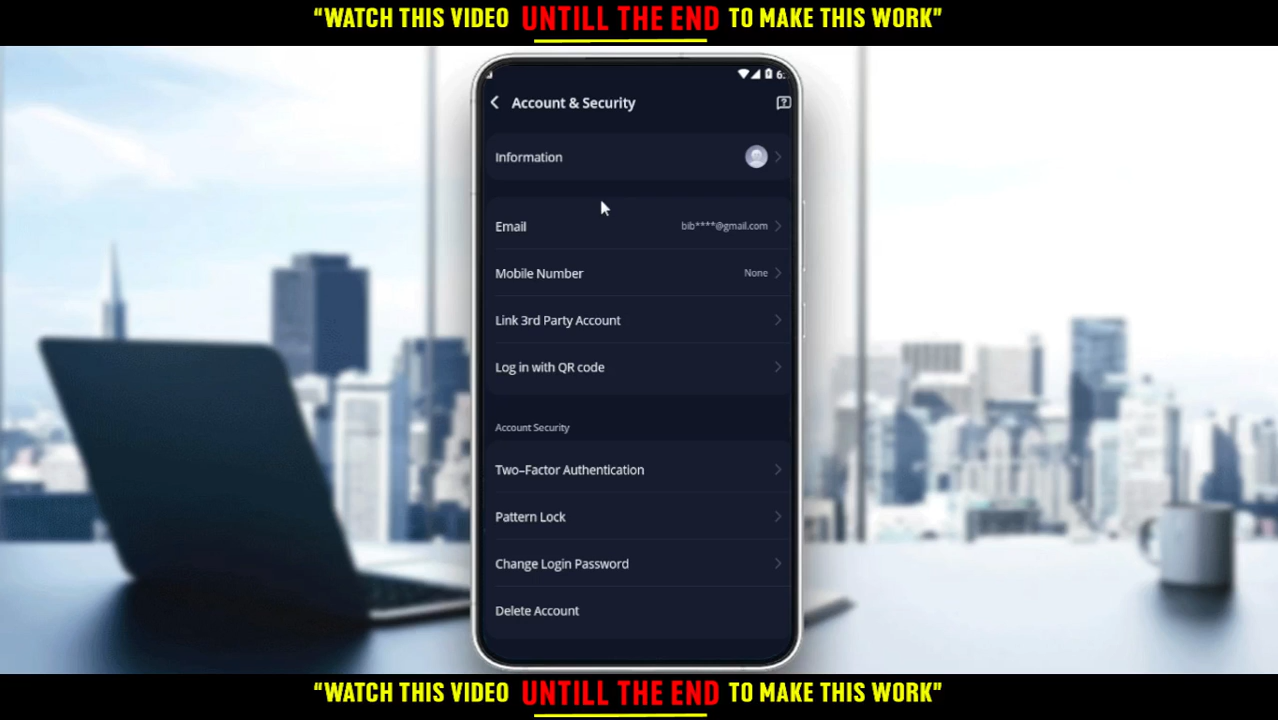 “WATCH THIS VIDEO UNTILL THE END TO MAKE THIS WORK”
6:
Account & Security
Information
Email bib****@gmail.com
Mobile Number None
Link 3rd Party Account
Log in with QR code
Account Security
Two–Factor Authentication
Pattern Lock
Change Login Password
Delete Account
“WATCH THIS VIDEO UNTILL THE END TO MAKE THIS WORK”